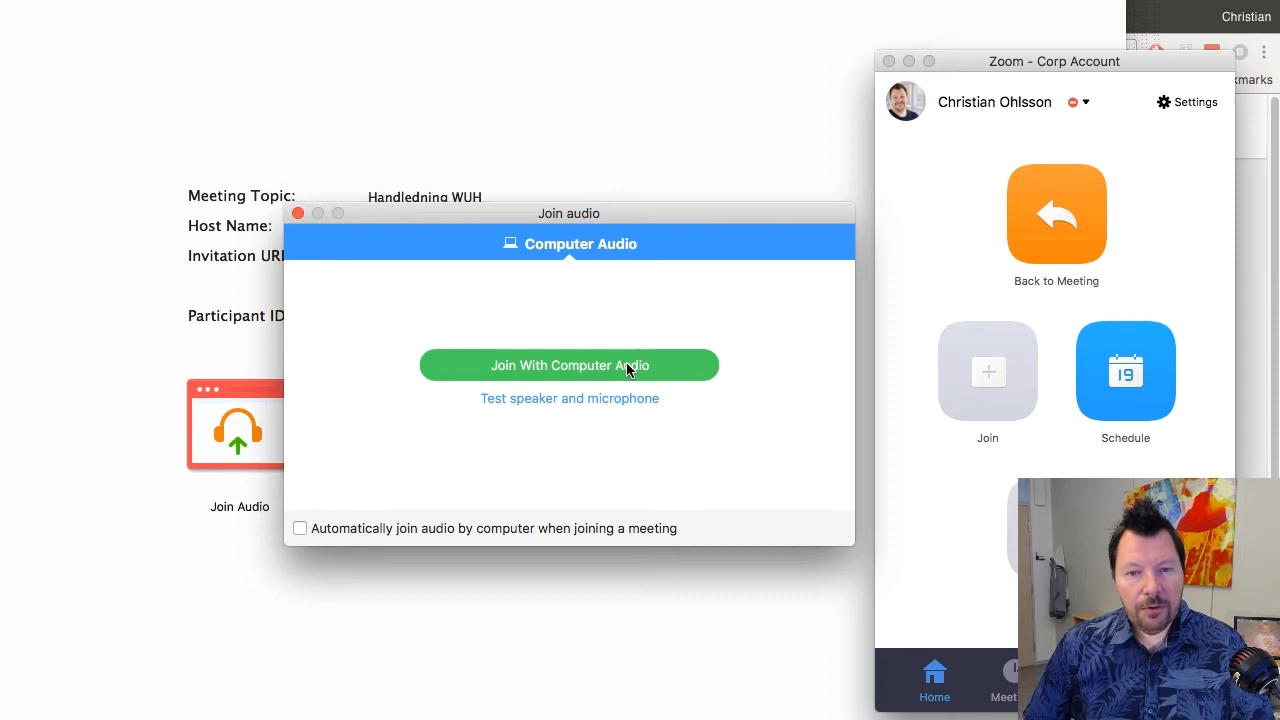 Christian
Zoom - Corp Account
kmarks
Christian Ohlsson
Settings
Meeting Topic:
Handledning WUH
Host Name:
Invitation URL
Participant ID
Join audio
Computer Audio
Join With Computer Audio
Test speaker and microphone
Automatically join audio by computer when joining a meeting
Join Audio
Back to Meeting
19
Join
Schedule
Home
Meet